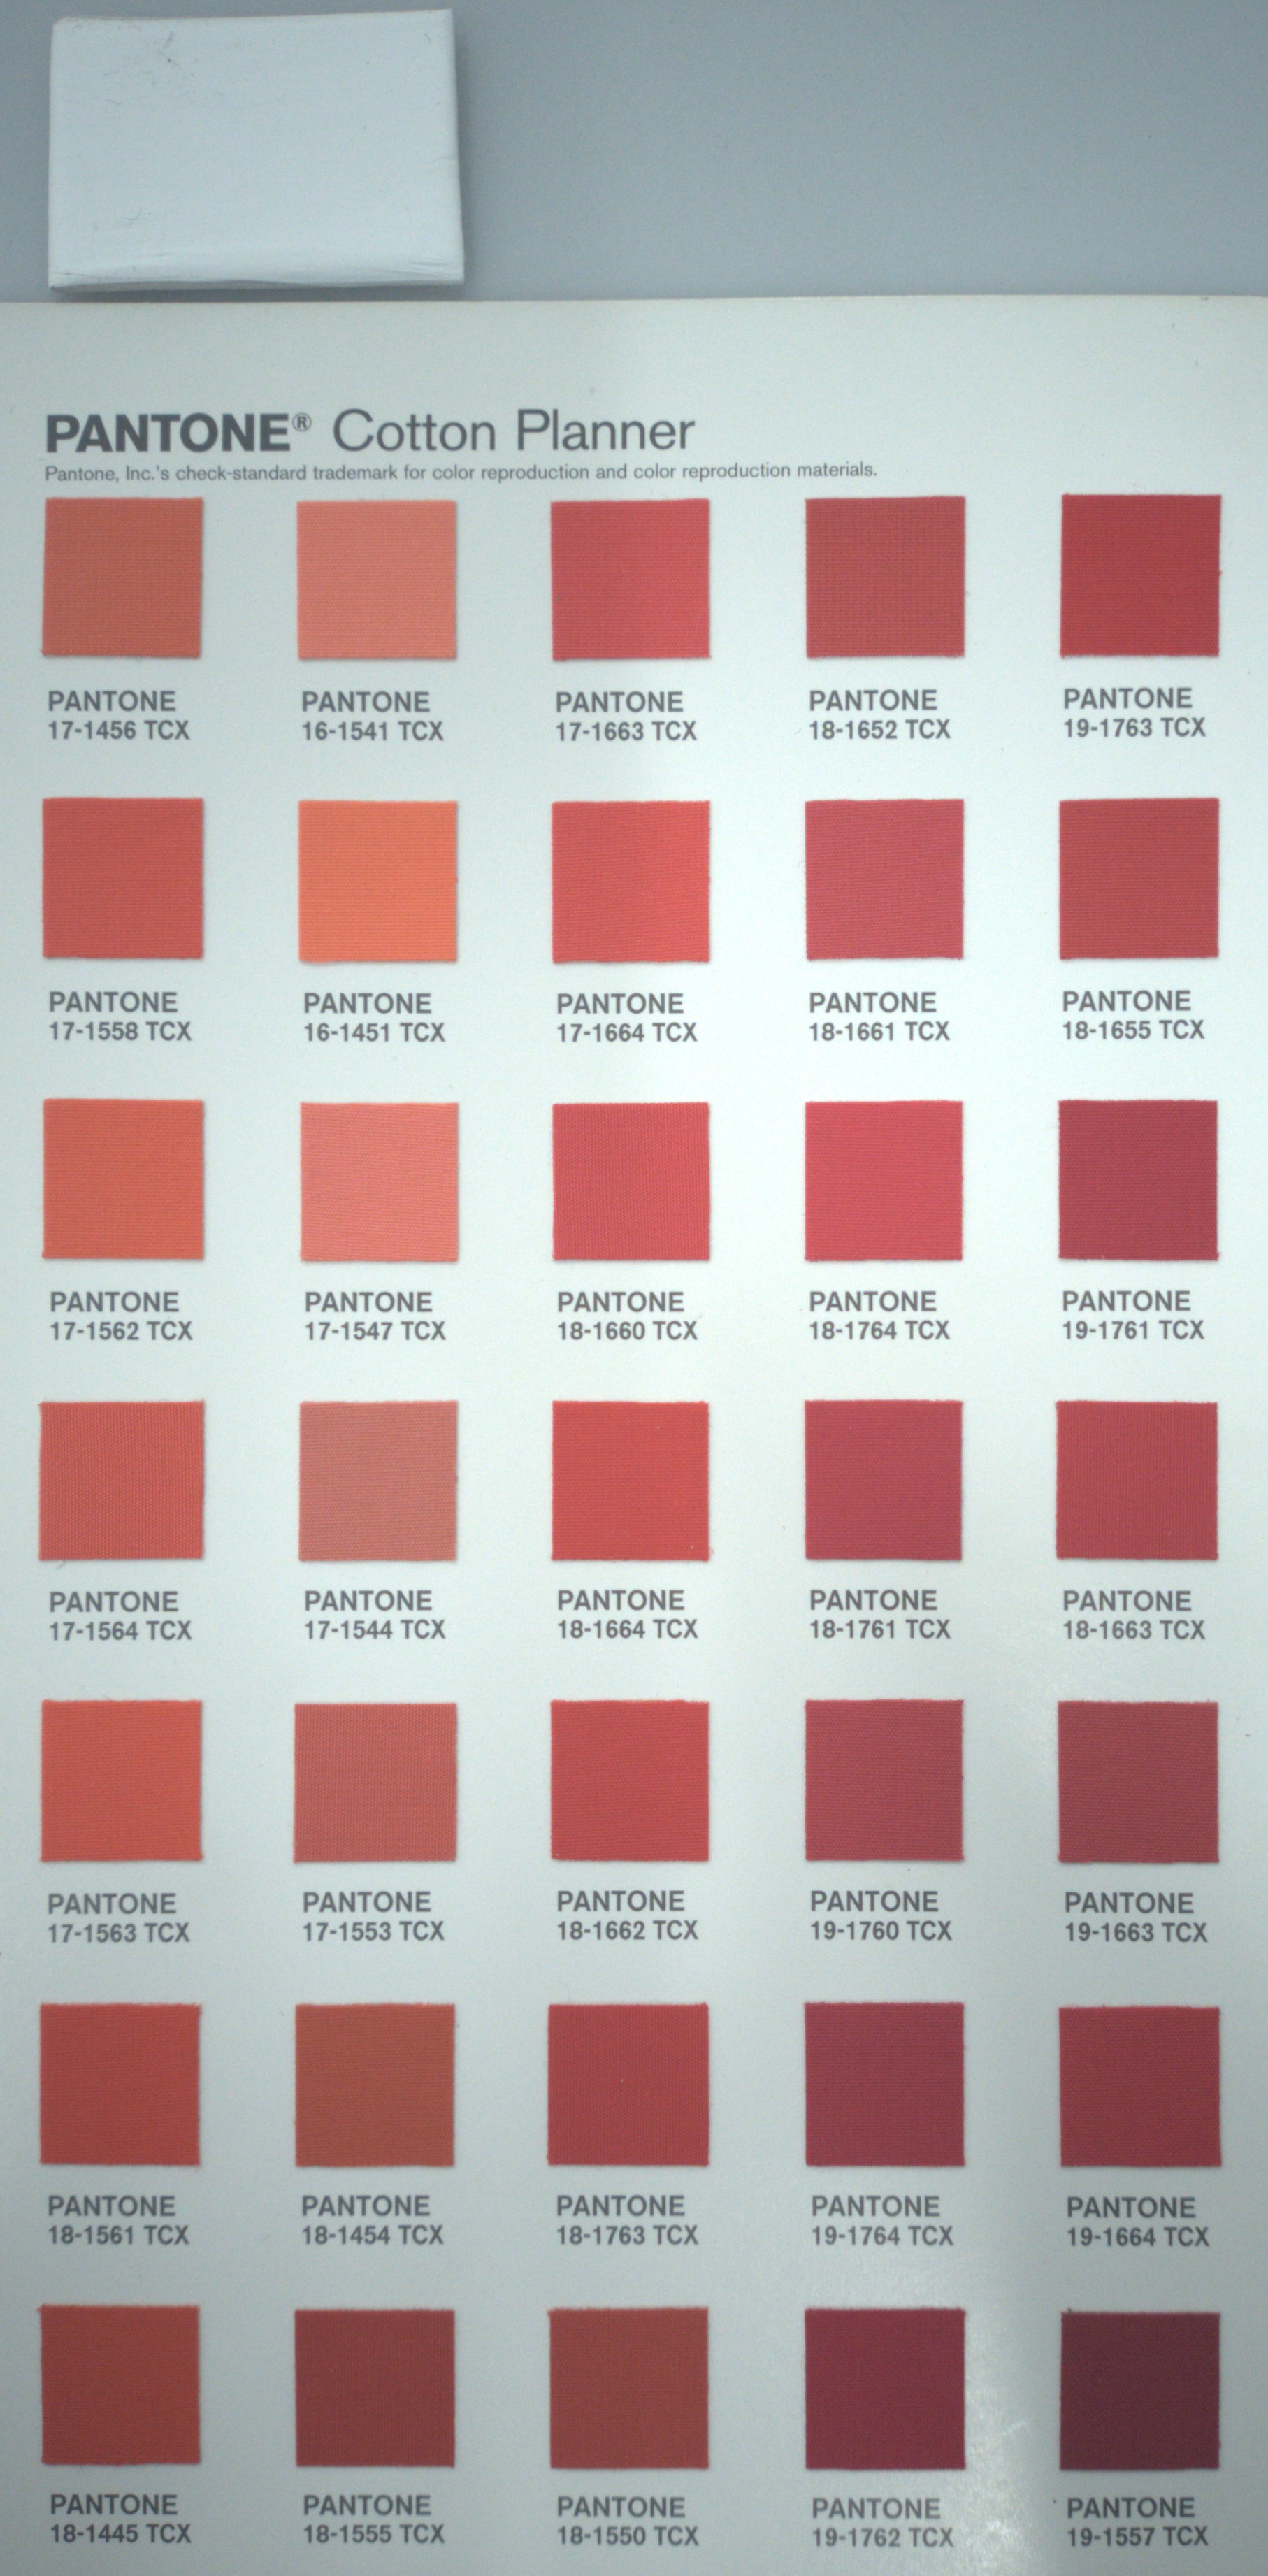 PANTONE® Cotton Planner
Pantone, Inc.'s check-standard trademark for color reproduction and color reproduction materials.
PANTONE PANTONE PANTONE PANTONE PANTONE
17-1456 TCX 16-1541 TCX 17-1663 TCX 18-1652 TCX 19-1763 TCX
PANTONE PANTONE PANTONE PANTONE PANTONE
17-1558 TCX 16-1451 TCX 17-1664 TCX 18-1661 TCX 18-1655 TCX
PANTONE PANTONE PANTONE PANTONE PANTONE
17-1562 TCX 17-1547 TCX 18-1660 TCX 18-1764 TCX 19-1761 TCX
PANTONE PANTONE PANTONE PANTONE PANTONE
17-1564 TCX 17-1544 TCX 18-1664 TCX 18-1761 TCX 18-1663 TCX
PANTONE PANTONE PANTONE PANTONE PANTONE
17-1563 TCX 17-1553 TCX 18-1662 TCX 19-1760 TCX 19-1663 TCX
PANTONE PANTONE PANTONE PANTONE PANTONE
18-1561 TCX 18-1454 TCX 18-1763 TCX 19-1764 TCX 19-1664 TCX
PANTONE PANTONE PANTONE PANTONE PANTONE
18-1445 TCX 18-1555 TCX 18-1550 TCX 19-1762 TCX 19-1557 TCX